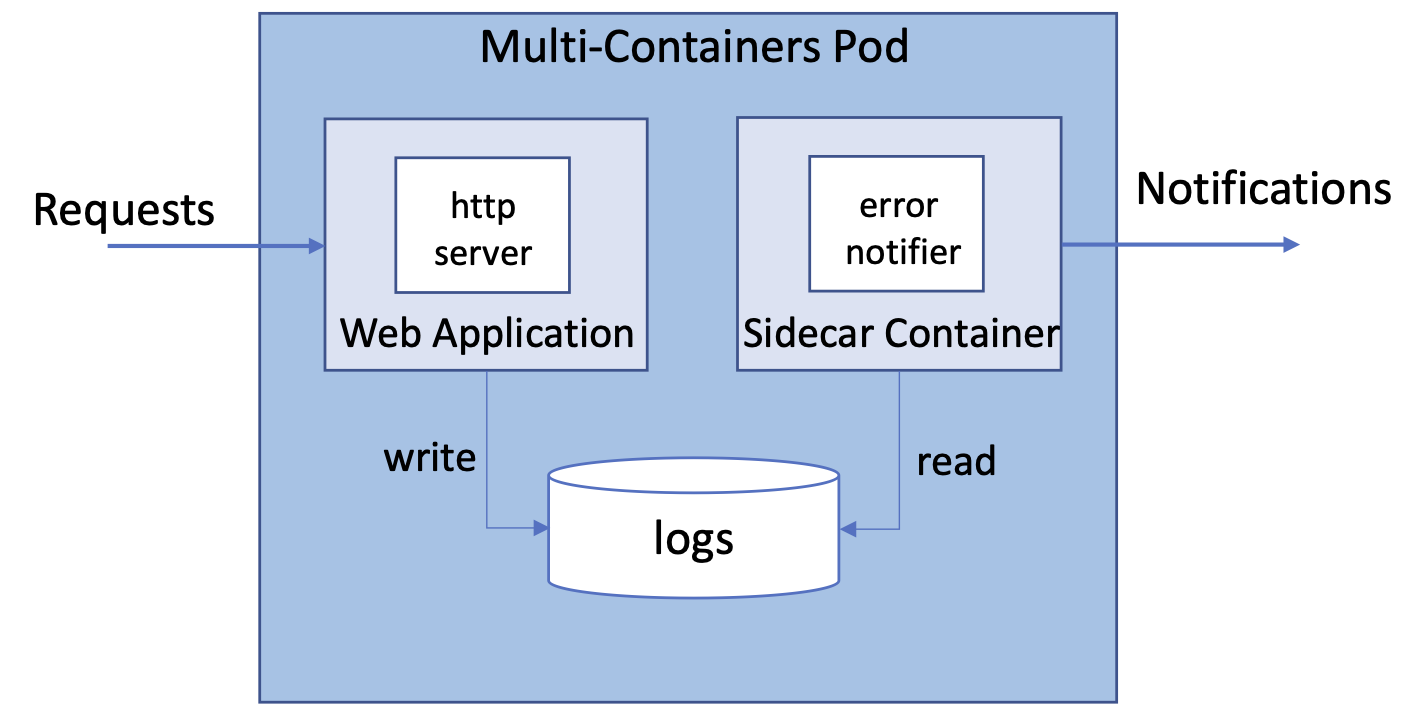 Multi-Containers Pod
Requests
http
server
Web Application
error
notifier
Sidecar Container
Notifications
write
read
logs